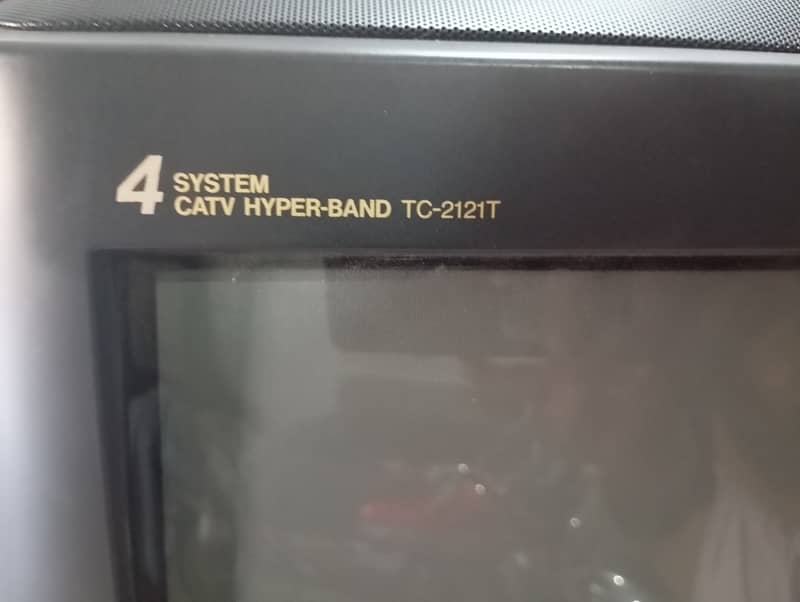 4 SYSTEM
CATV HYPER-BAND TC-2121T